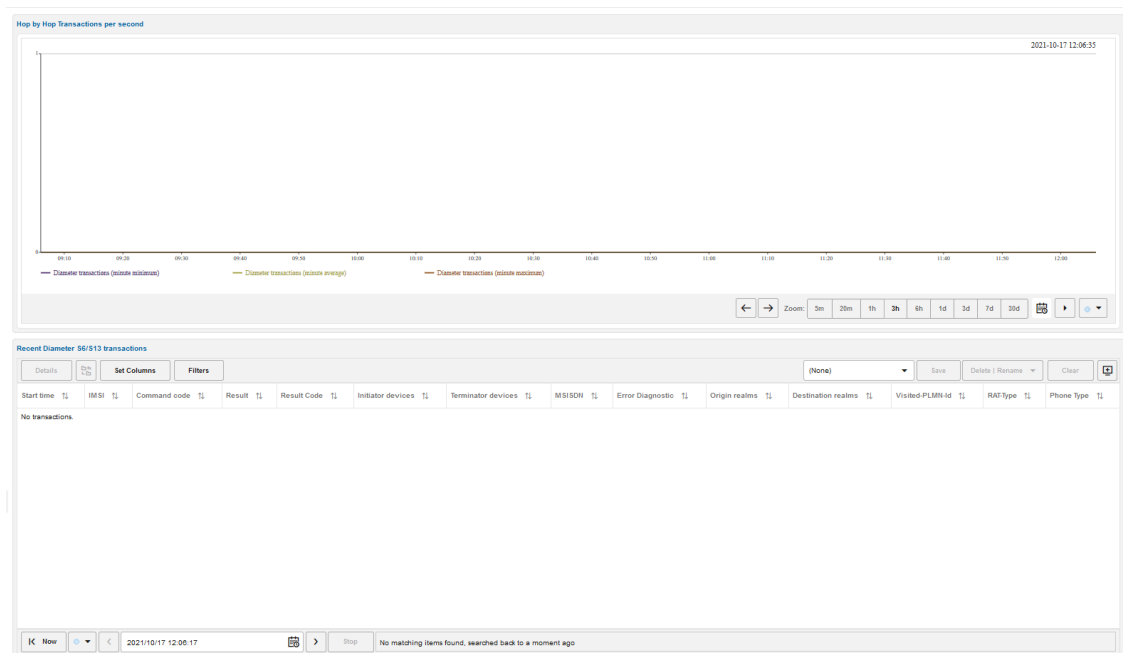 Hop by Hop Transactions per second
2021-10-17 12:06:35
1
0
09:10 09:20 09:30 09:40 09:50 10:00 10:10 10:20 10:30 10:40 10:50 11:00 11:10 11:20 11:30 11:40 11:50 12:00
Diameter transactions (minute minimum) Diameter transactions (minute average) Diameter transactions (minute maximum)
Zoom: 5m 20m 1h 3h 6h 1d 3d 7d 30d
Recent Diameter S6/S13 transactions
Details Set Columns Filters (None) Save Delete | Rename Clear
Start time IMSI Command code Result Result Code Initiator devices Terminator devices MSISDN Error Diagnostic Origin realms Destination realms Visited-PLMN-Id RAT-Type Phone Type
No transactions.
Now 2021/10/17 12:06:17 Stop No matching items found, searched back to a moment ago